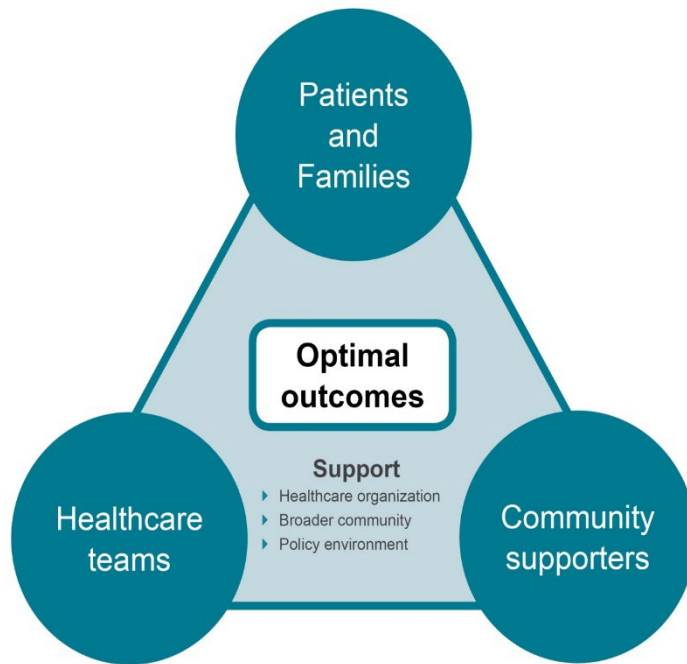 Patients
and
Families
Optimal
outcomes
Support
Healthcare organization
Broader community
Policy environment
Healthcare
teams
Community
supporters